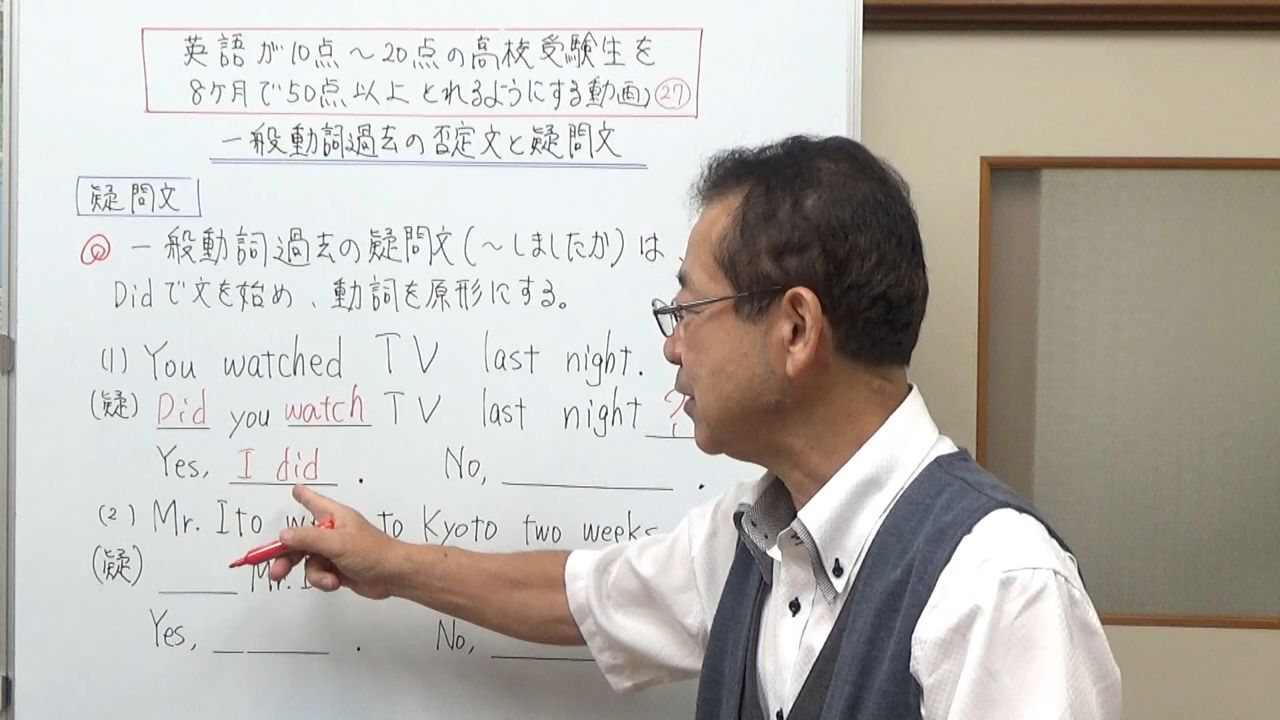 英語が10点～20点の高校受験生を
8ヶ月で50点以上とれるようにする動画㉗
一般動詞過去の否定文と疑問文
疑問文
Q 一般動詞過去の疑問文(～しましたか)は、
Didで文を始め、動詞を原形にする。
(1) You watched TV last night.
(疑) Did you watch TV last night ?
Yes, I did . No, .
(2) Mr. Ito to Kyoto two weeks
(疑) Mr.
Yes, . No,